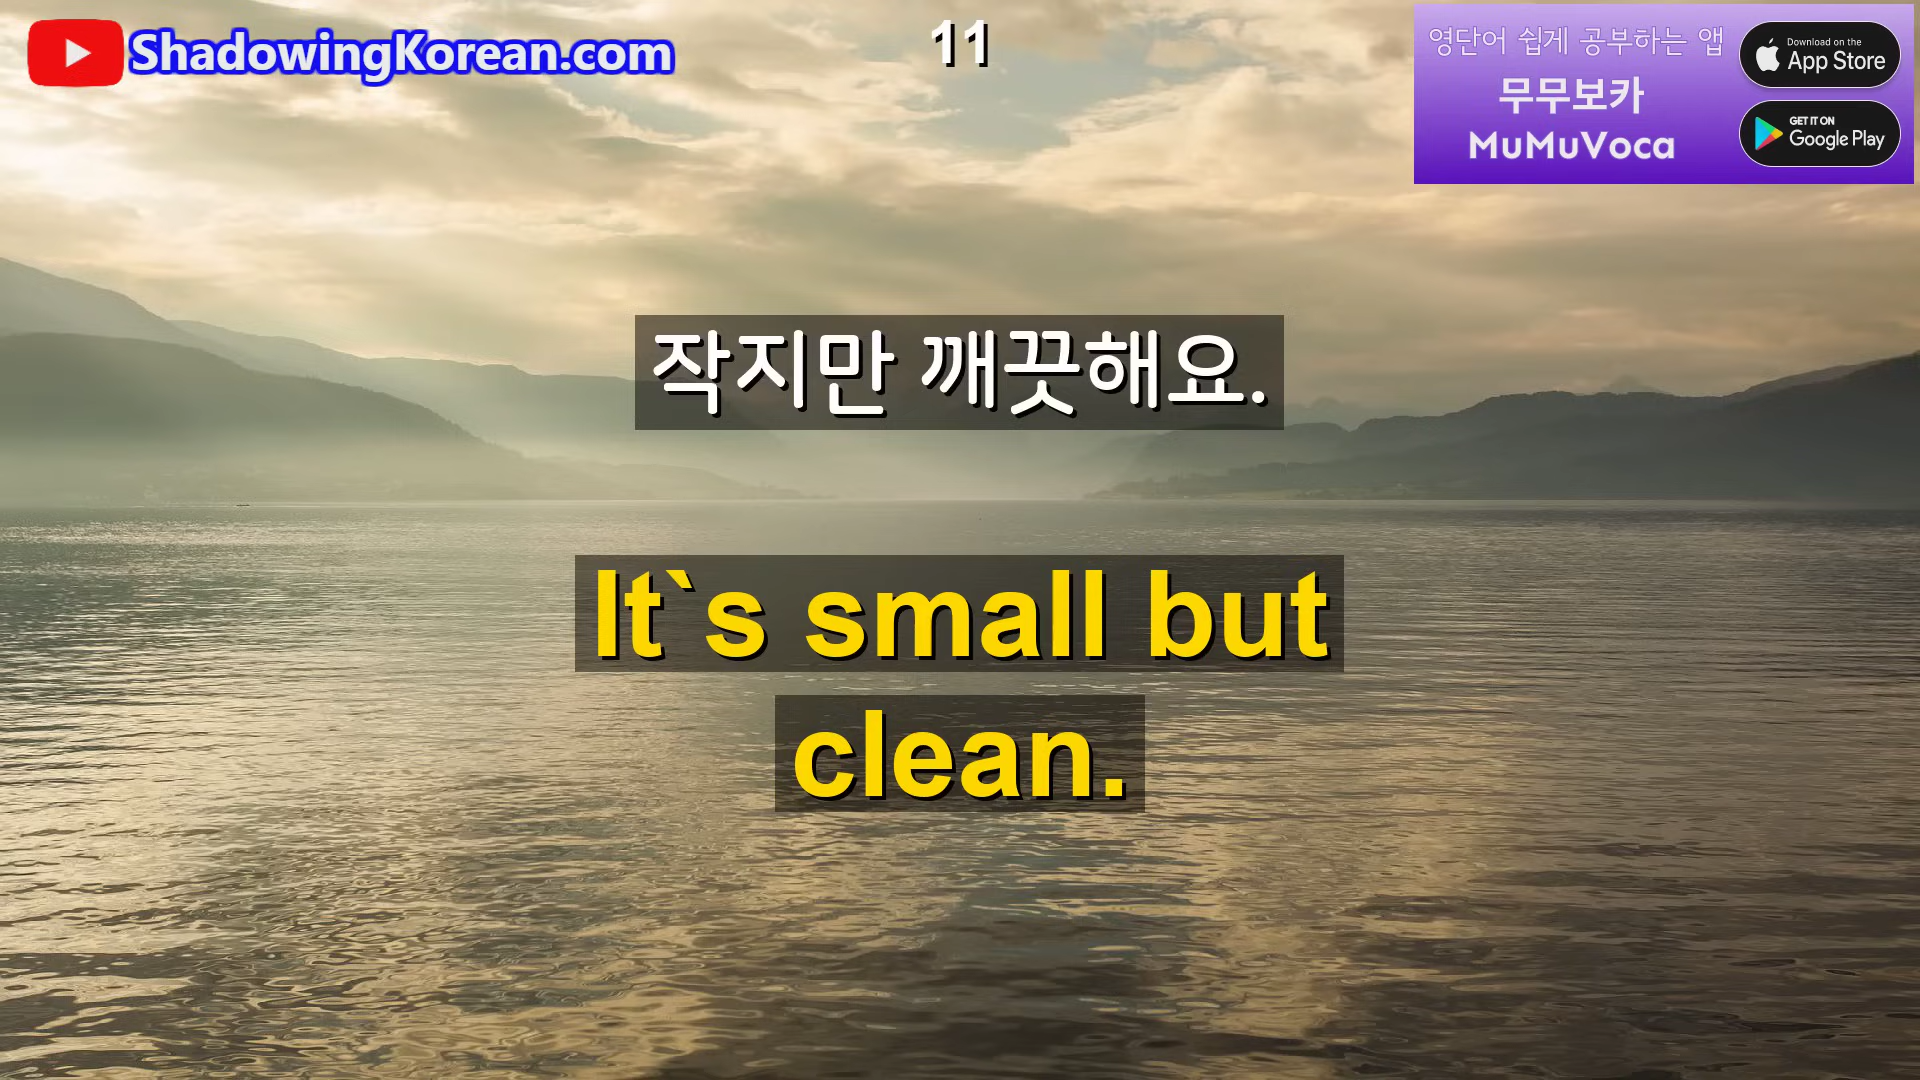 ShadowingKorean.com
11
영단어 쉽게 공부하는 앱
무무보카
MuMuVoca
Download on the
App Store
GET IT ON
Google Play
작지만 깨끗해요.
It`s small but
clean.